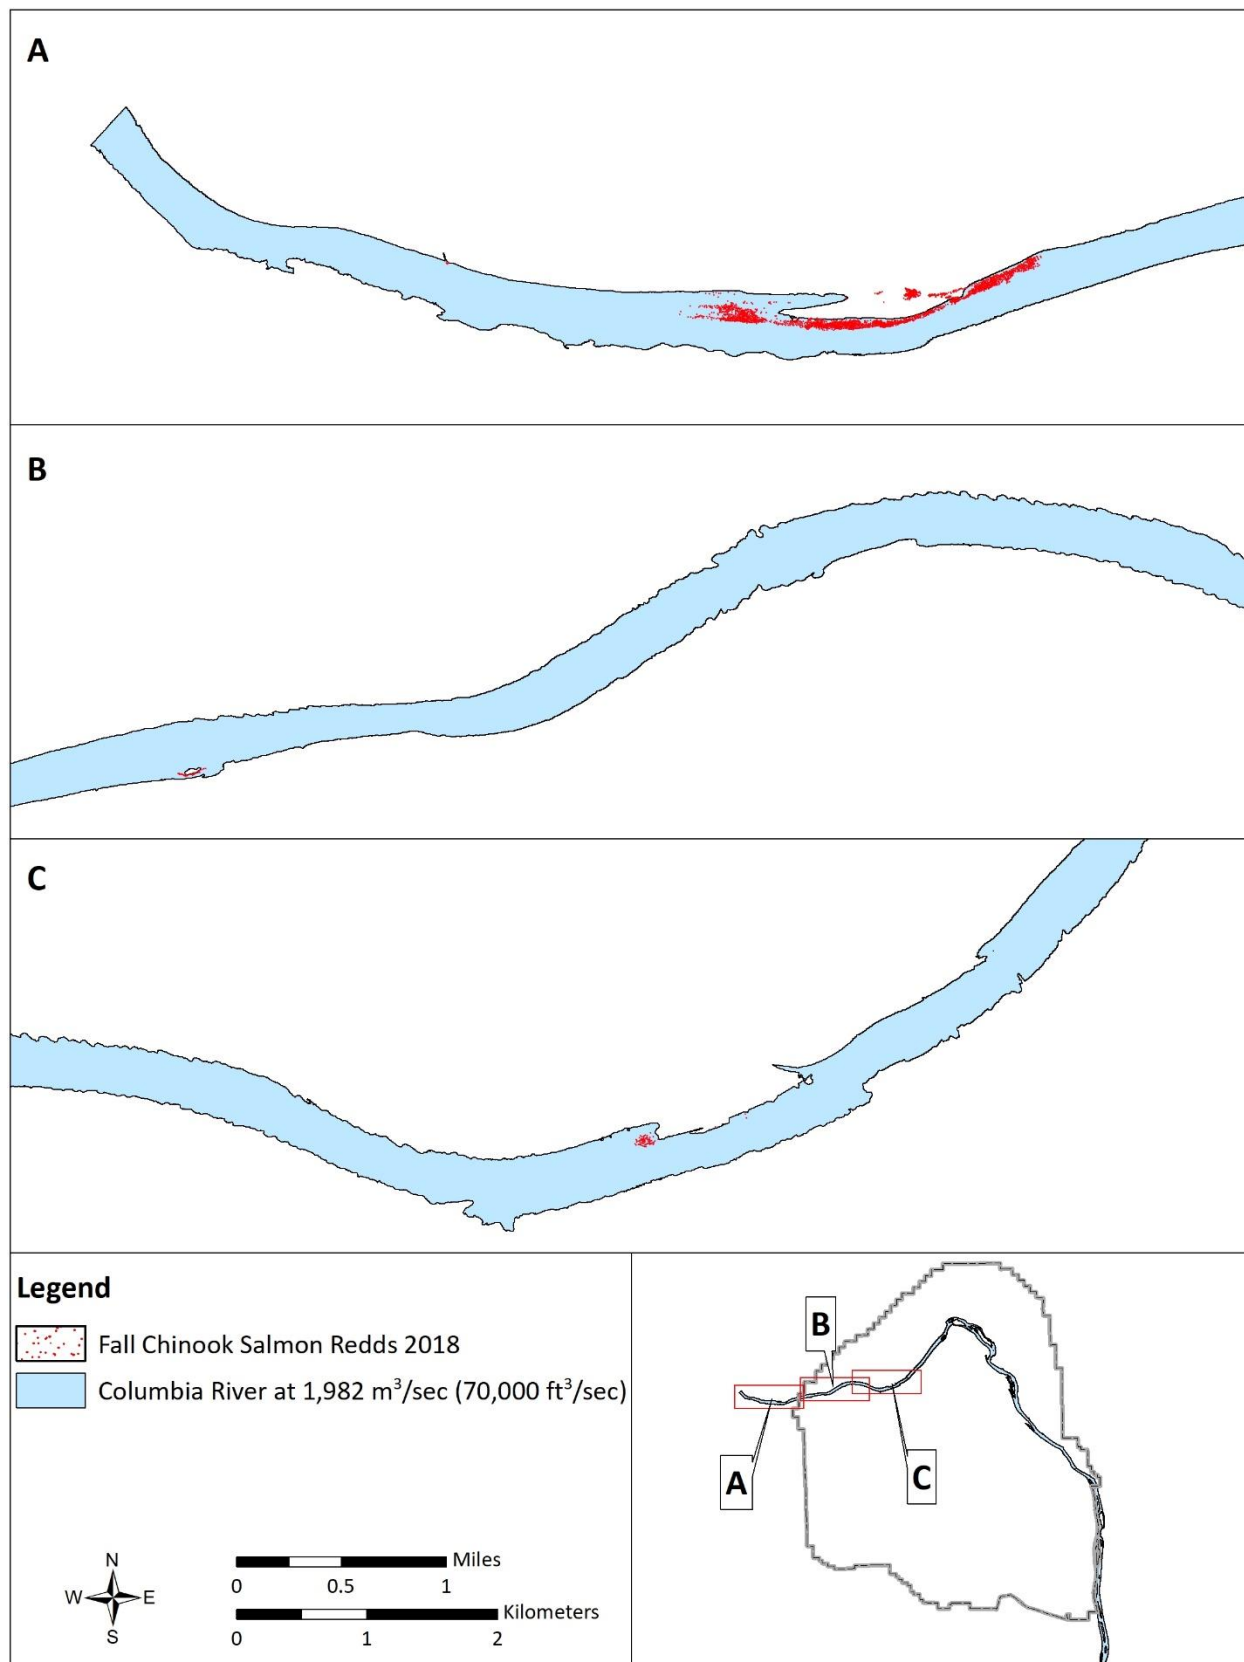 A
B
C
Legend
Fall Chinook Salmon Redds 2018
Columbia River at 1,982 m³/sec (70,000 ft³/sec)
N
W E
S
Miles
0 0.5 1
Kilometers
0 1 2
B
A
C